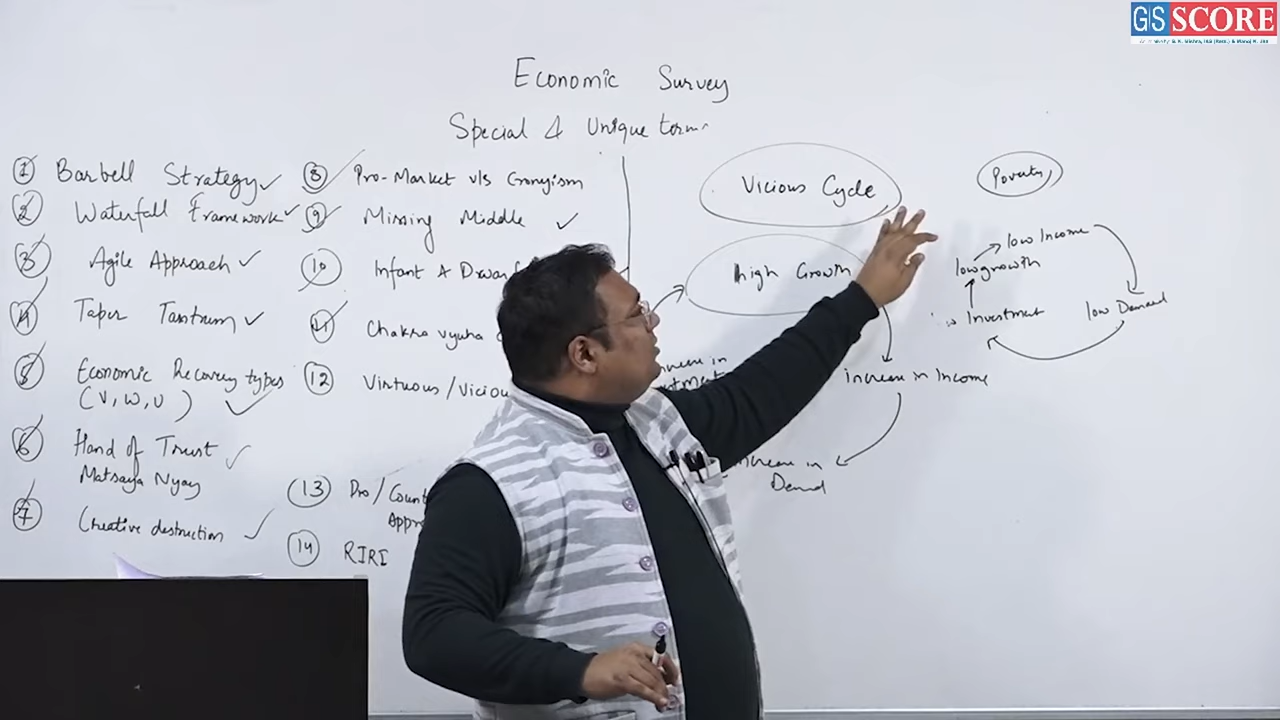 GS SCORE
Economic Survey
Special & Unique terms
① Barbell Strategy ✓
② Waterfall Framework ✓
③ Agile Approach ✓
④ Taper Tantrum ✓
⑤ Economic Recovery types
(V, W, U) ✓
⑥ Hand of Trust ✓
Matsaya Nyay
⑦ Creative destruction ✓
⑧ Pro-Market v/s Cronyism
⑨ Missing Middle ✓
⑩ Infant & Dwarf
⑪ Chakra vyuha
⑫ Virtuous/Vicious
⑬ Pro/
⑭ RIRI
Vicious Cycle
High Growth
increase in Income
increase in
Demand
Poverty
low Income
low growth
Investment
low Demand